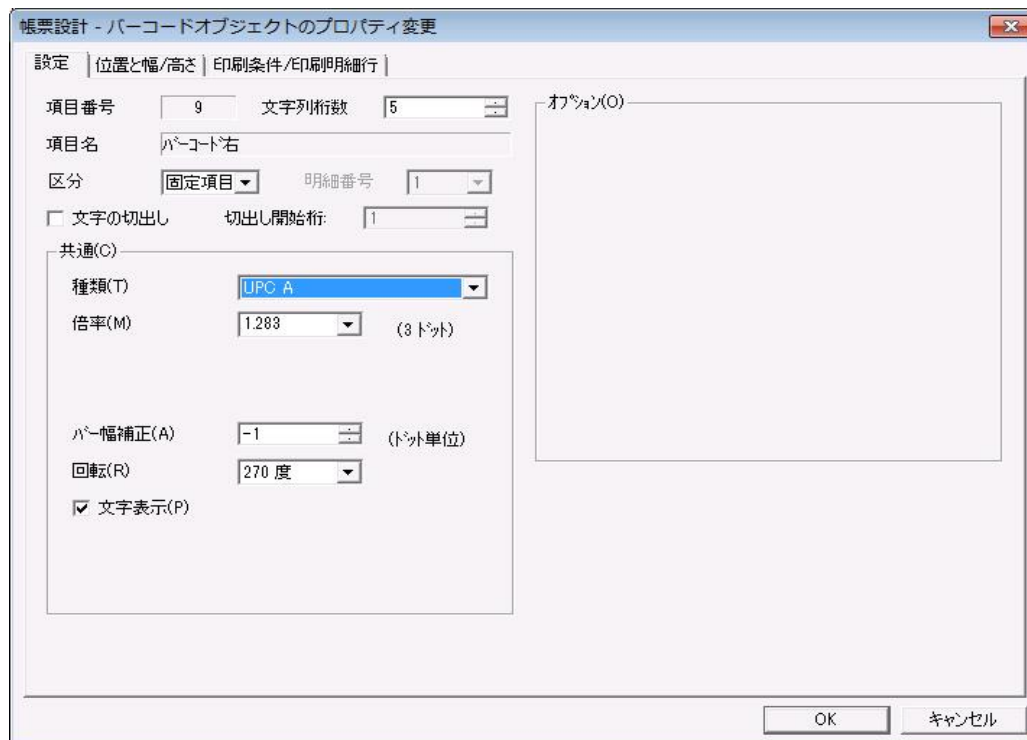 帳票設計 - バーコードオブジェクトのプロパティ変更
設定 位置と幅/高さ 印刷条件/印刷明細行
項目番号 9 文字列桁数 5
項目名 ﾊﾞｰｺｰﾄﾞ右
区分 固定項目 明細番号 1
文字の切出し 切出し開始桁: 1
共通(C)
種類(T) UPC A
倍率(M) 1.283 (3 ﾄﾞｯﾄ)
ﾊﾞｰ幅補正(A) -1 (ﾄﾞｯﾄ単位)
回転(R) 270 度
文字表示(P)
ｵﾌﾟｼｮﾝ(O)
OK キャンセル